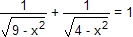 1/√(9 - x²) + 1/√(4 - x²) = 1